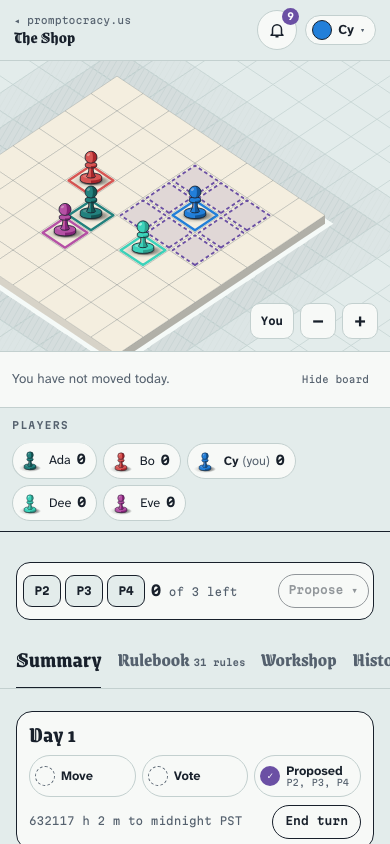 ◂ promptocracy.us
The Shop
9
Cy ▾
You − +
You have not moved today.
Hide board
PLAYERS
Ada 0 Bo 0 Cy (you) 0
Dee 0 Eve 0
P2 P3 P4 0 of 3 left Propose ▾
Summary Rulebook 31 rules Workshop Histo
Day 1
Move Vote ✓ Proposed
P2, P3, P4
632117 h 2 m to midnight PST End turn